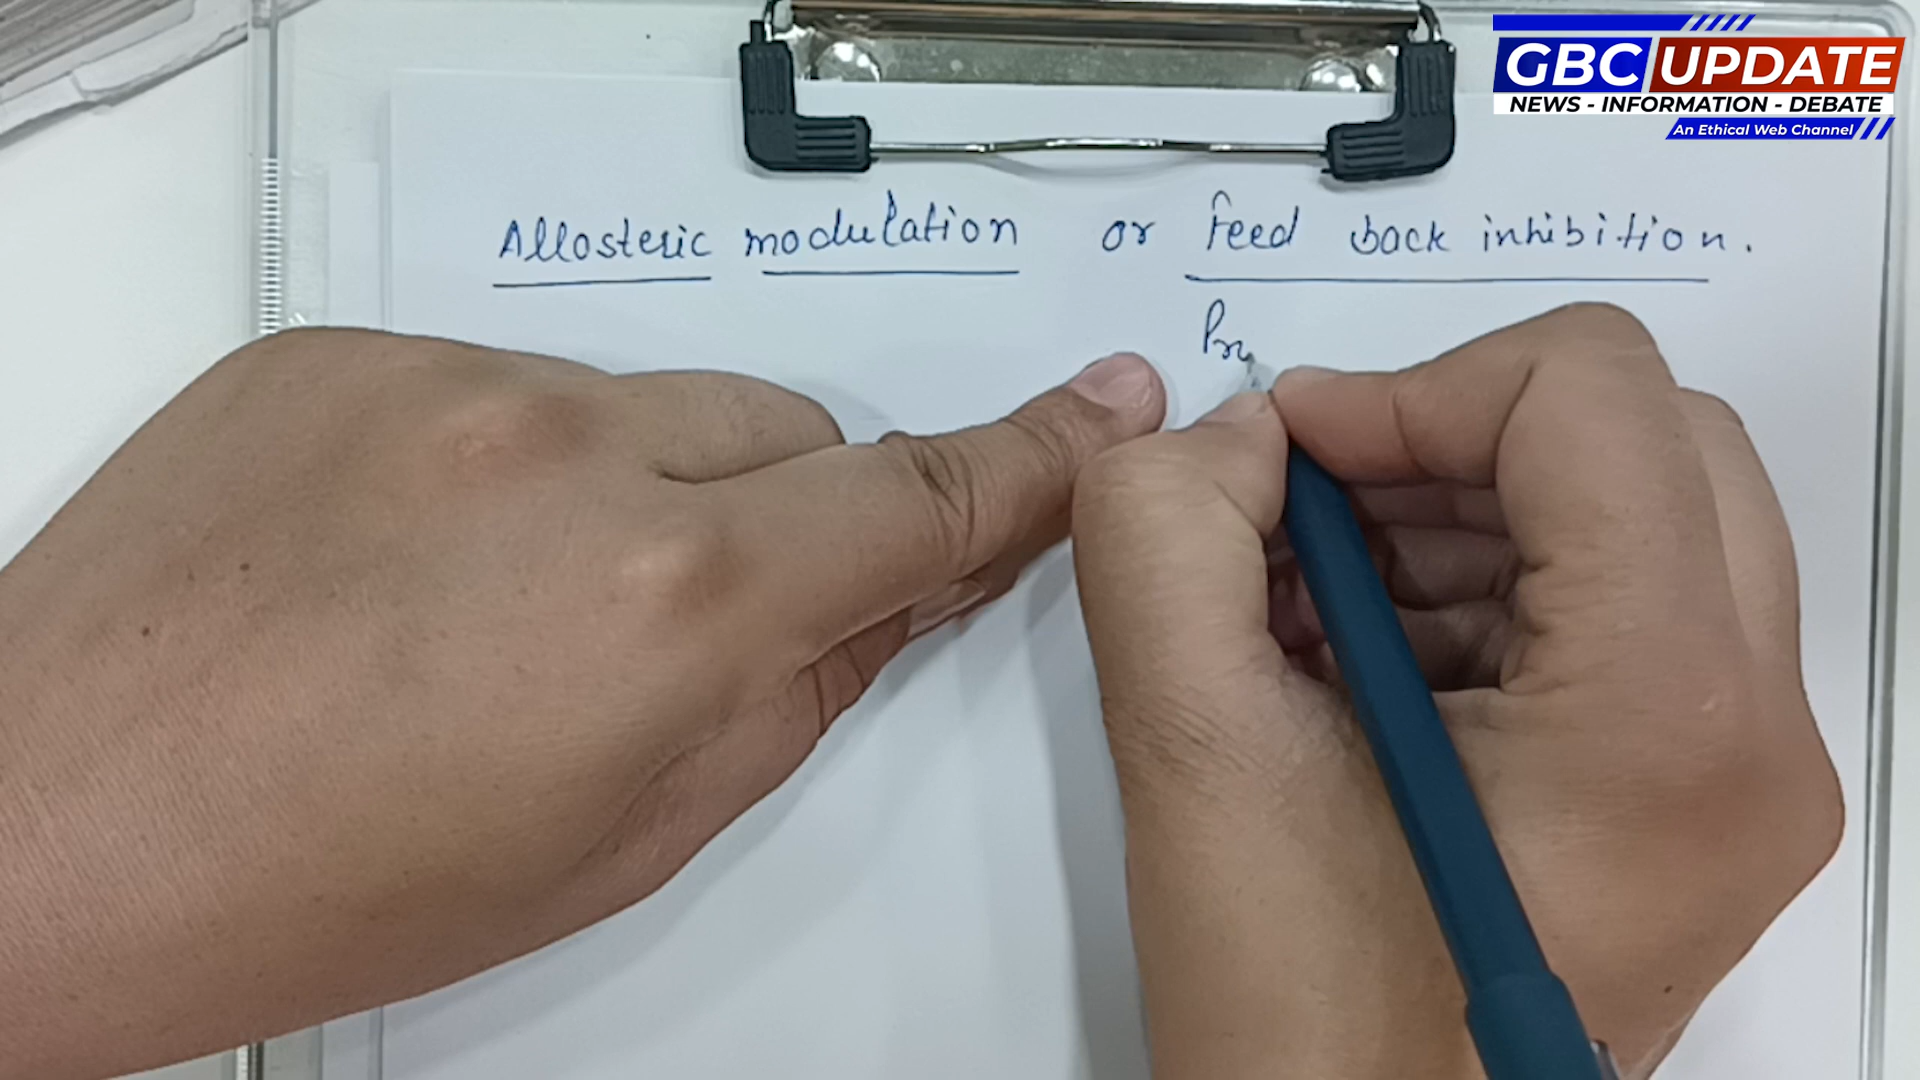 GBC UPDATE
NEWS - INFORMATION - DEBATE
An Ethical Web Channel
Allosteric modulation or Feed back inhibition.